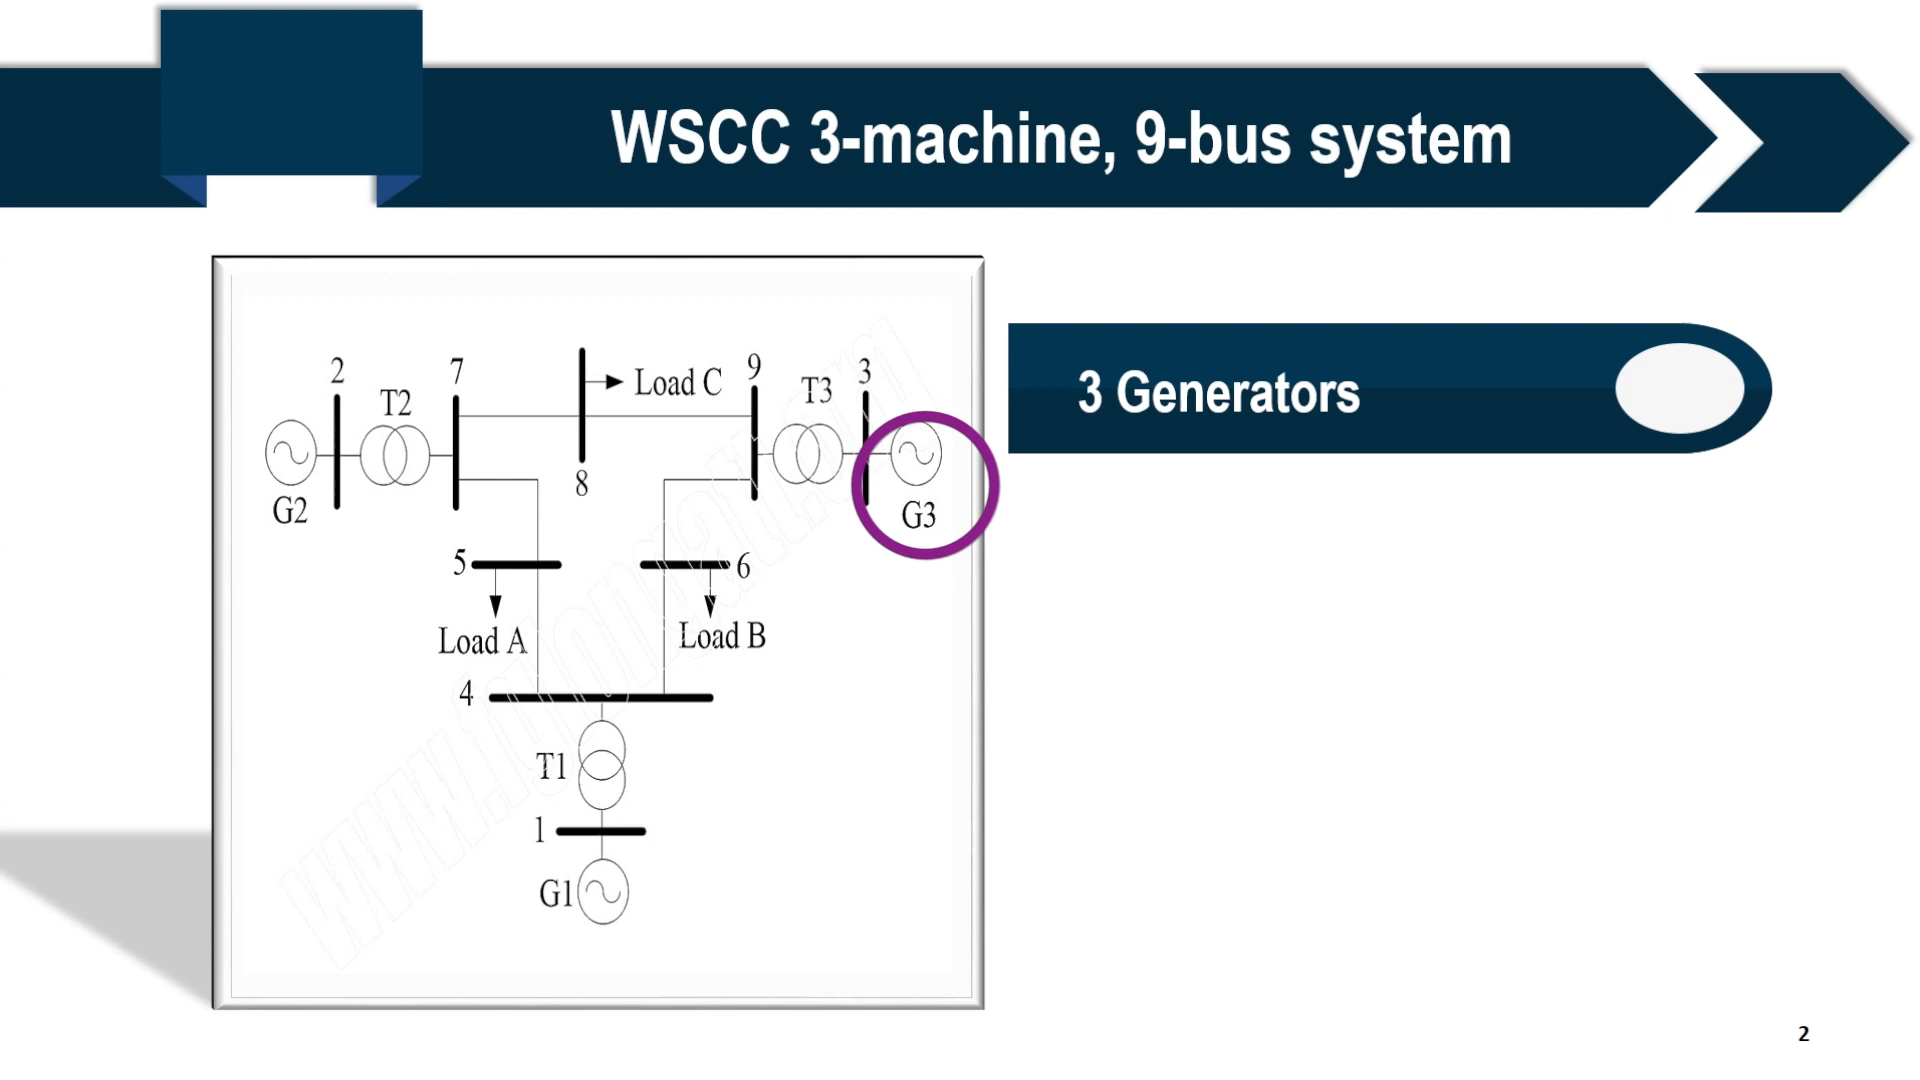 WSCC 3-machine, 9-bus system
3 Generators
2
T2
7
Load C
9
T3
3
G2
8
G3
5
6
Load A
Load B
4
T1
1
G1
2